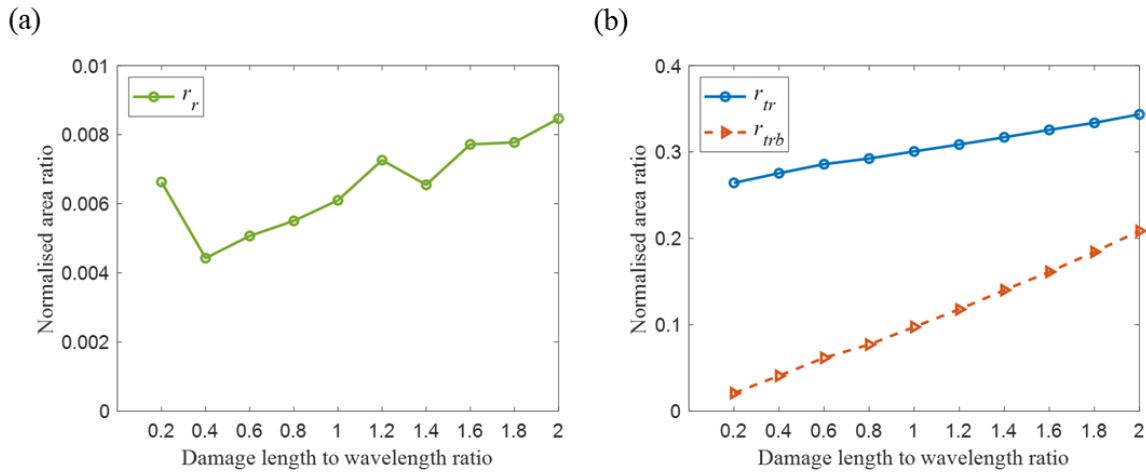 (a)
0.01
0.008
0.006
0.004
0.002
0
Normalised area ratio
r_r
0.2 0.4 0.6 0.8 1 1.2 1.4 1.6 1.8 2
Damage length to wavelength ratio
(b)
0.4
0.3
0.2
0.1
0
Normalised area ratio
r_tr
r_trb
0.2 0.4 0.6 0.8 1 1.2 1.4 1.6 1.8 2
Damage length to wavelength ratio